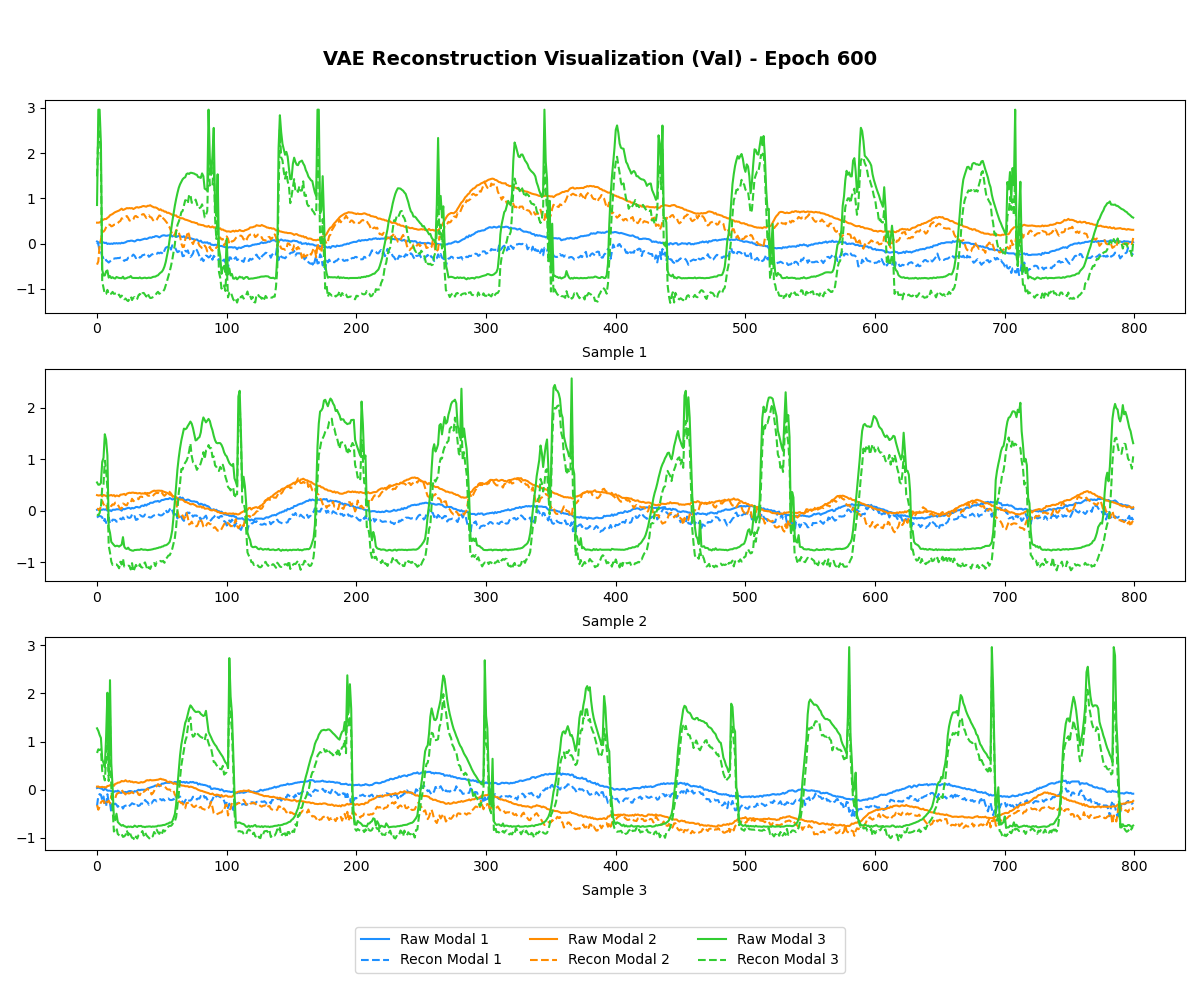 VAE Reconstruction Visualization (Val) - Epoch 600
3
2
1
0
−1
0 100 200 300 400 500 600 700 800
Sample 1
2
1
0
−1
0 100 200 300 400 500 600 700 800
Sample 2
3
2
1
0
−1
0 100 200 300 400 500 600 700 800
Sample 3
Raw Modal 1 Raw Modal 2 Raw Modal 3
Recon Modal 1 Recon Modal 2 Recon Modal 3